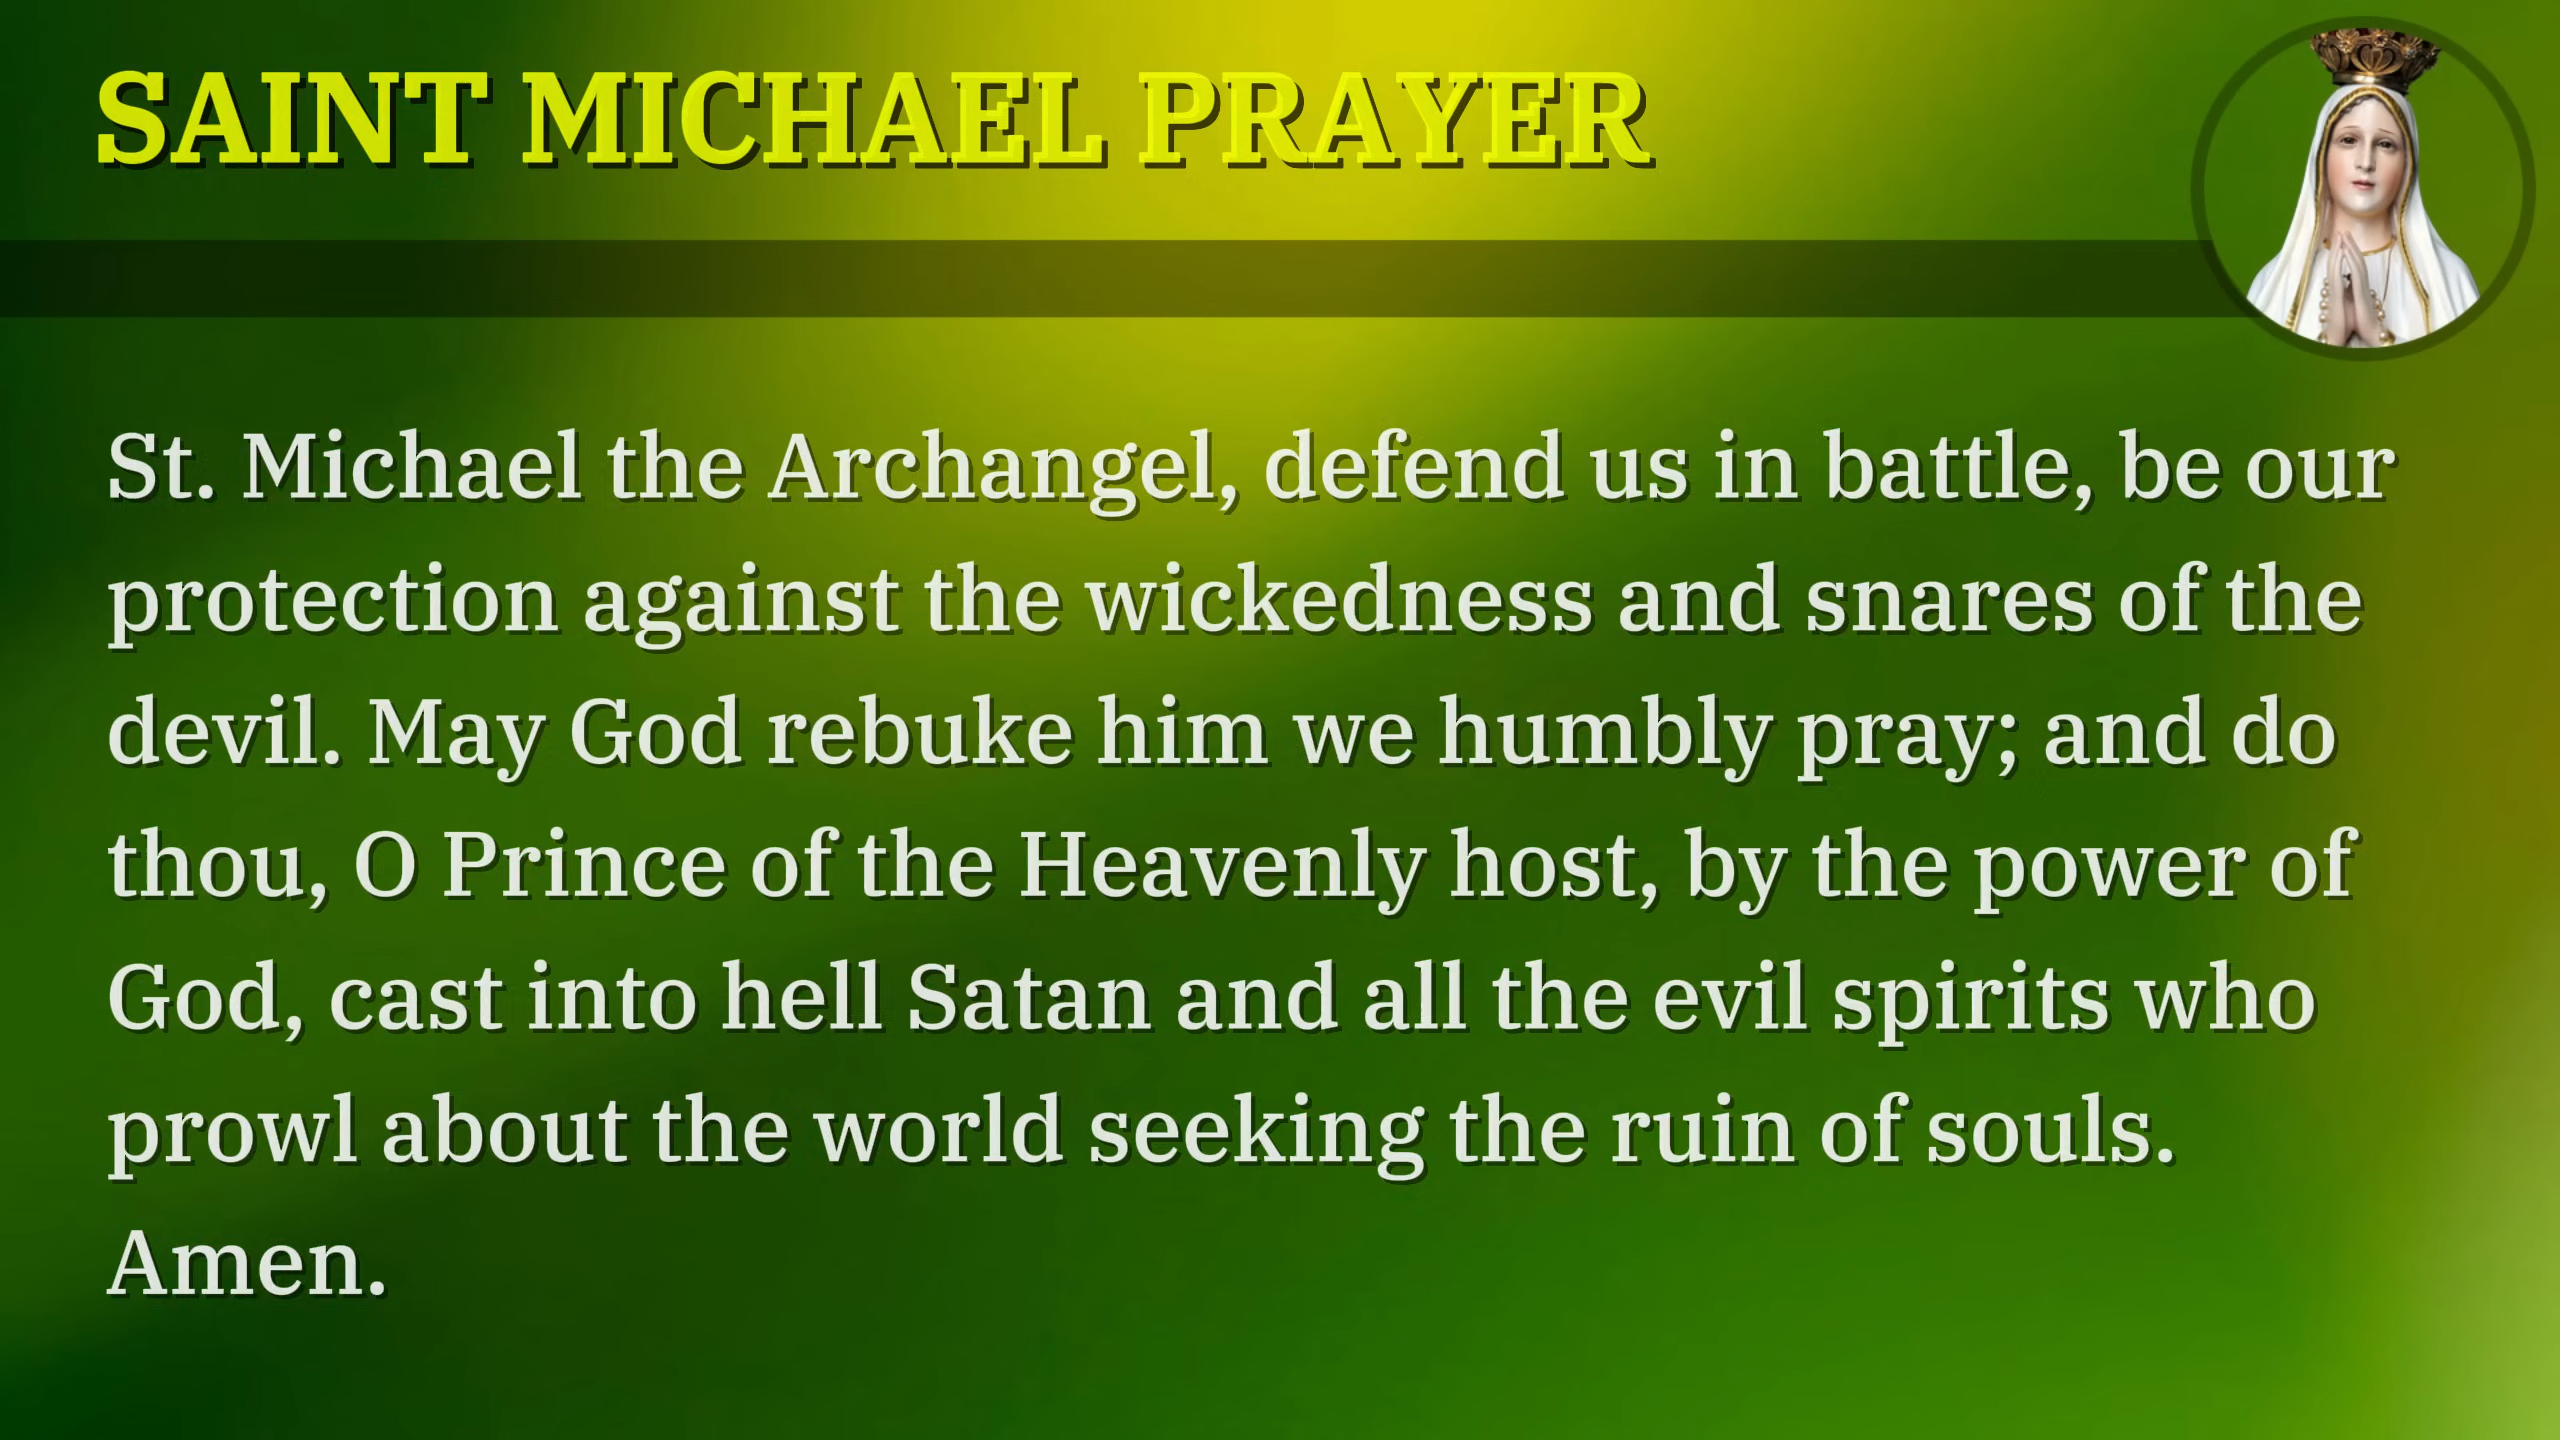 SAINT MICHAEL PRAYER
St. Michael the Archangel, defend us in battle, be our
protection against the wickedness and snares of the
devil. May God rebuke him we humbly pray; and do
thou, O Prince of the Heavenly host, by the power of
God, cast into hell Satan and all the evil spirits who
prowl about the world seeking the ruin of souls.
Amen.